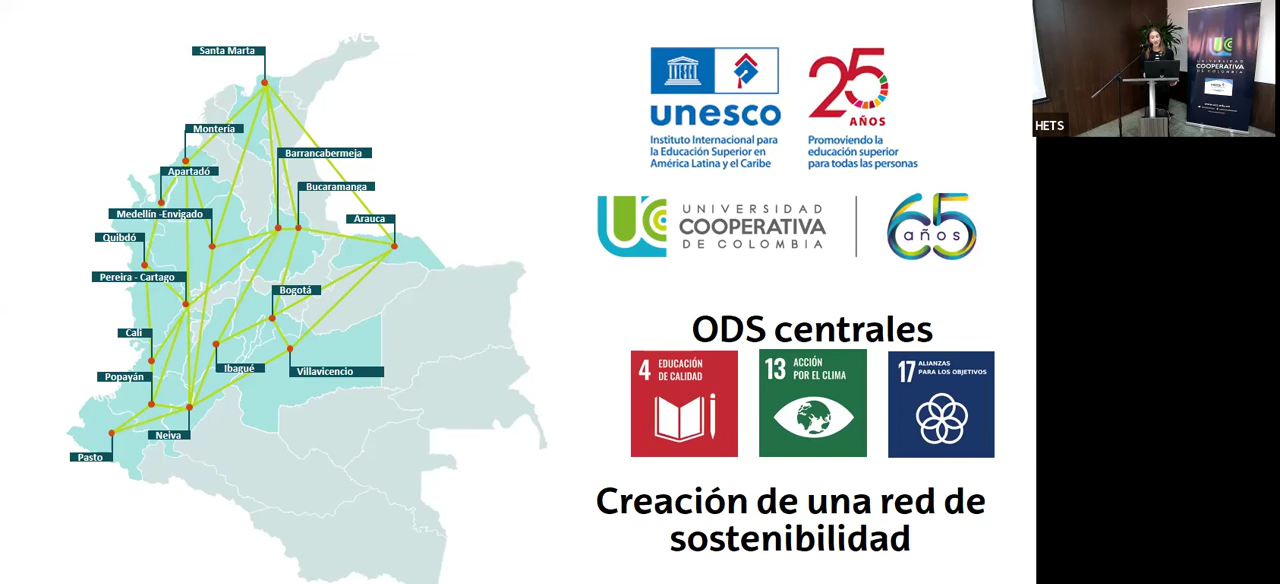 Santa Marta
Montería
Barrancabermeja
Apartadó
Bucaramanga
Medellín -Envigado
Arauca
Quibdó
Pereira - Cartago
Bogotá
Cali
Ibagué
Villavicencio
Popayán
Neiva
Pasto
unesco
Instituto Internacional para
la Educación Superior en
América Latina y el Caribe
25
AÑOS
Promoviendo la
educación superior
para todas las personas
UNIVERSIDAD
COOPERATIVA
DE COLOMBIA
65
años
ODS centrales
4 EDUCACIÓN
DE CALIDAD
13 ACCIÓN
POR EL CLIMA
17 ALIANZAS
PARA LOS OBJETIVOS
Creación de una red de
sostenibilidad
UNIVERSIDAD
COOPERATIVA
DE COLOMBIA
HETS